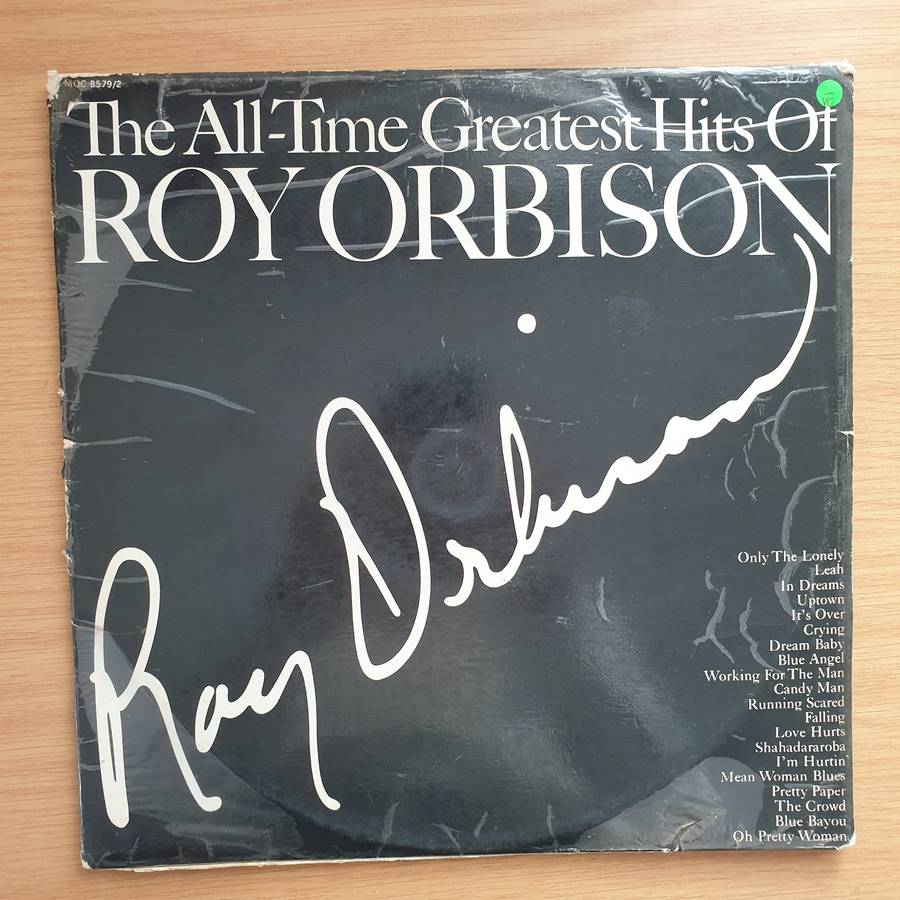 MOC 8579/2
The All-Time Greatest Hits Of
ROY ORBISON
Roy Orbison
Only The Lonely
Leah
In Dreams
Uptown
It's Over
Crying
Dream Baby
Blue Angel
Working For The Man
Candy Man
Running Scared
Falling
Love Hurts
Shahadararoba
I'm Hurtin'
Mean Woman Blues
Pretty Paper
The Crowd
Blue Bayou
Oh Pretty Woman